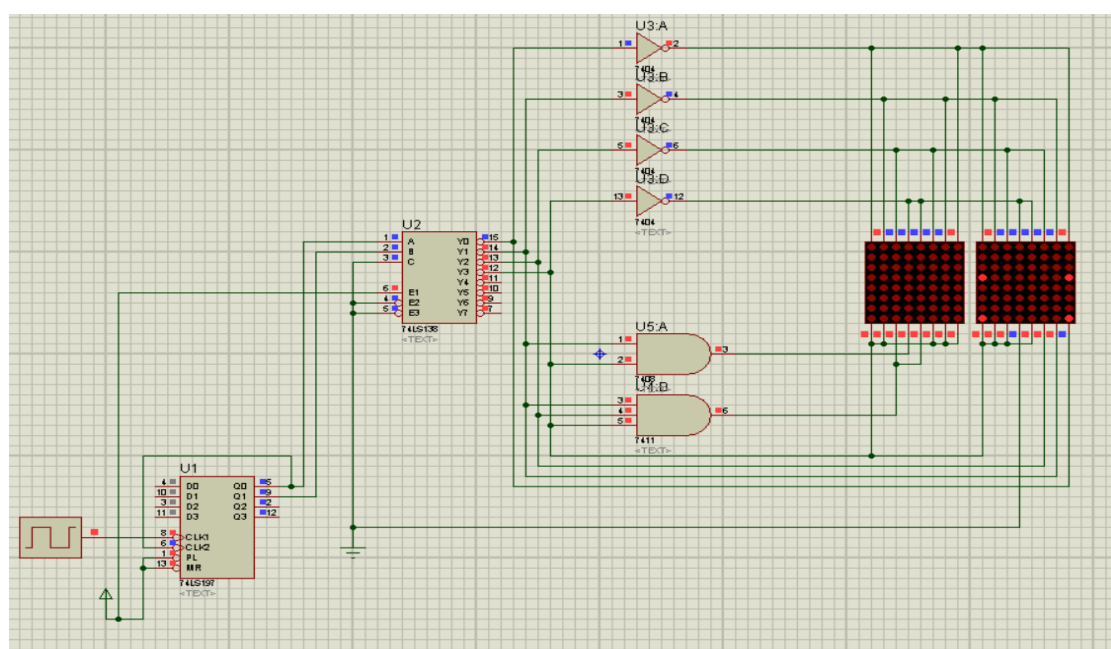 U3:A
1 2
7404
U3:B
3 4
7404
U3:C
5 6
7404
U3:D
13 12
7404
<TEXT>
U2
1 A Y0 15
2 B Y1 14
3 C Y2 13
Y3 12
Y4 11
6 E1 Y5 10
4 E2 Y6 9
5 E3 Y7 7
74LS138
<TEXT>
U5:A
1 3
2
7408
U4:B
3
4 6
5
7411
<TEXT>
U1
4 D0 Q0 5
10 D1 Q1 9
3 D2 Q2 2
11 D3 Q3 12
8 CLK1
6 CLK2
1 PL
13 MR
74LS197
<TEXT>